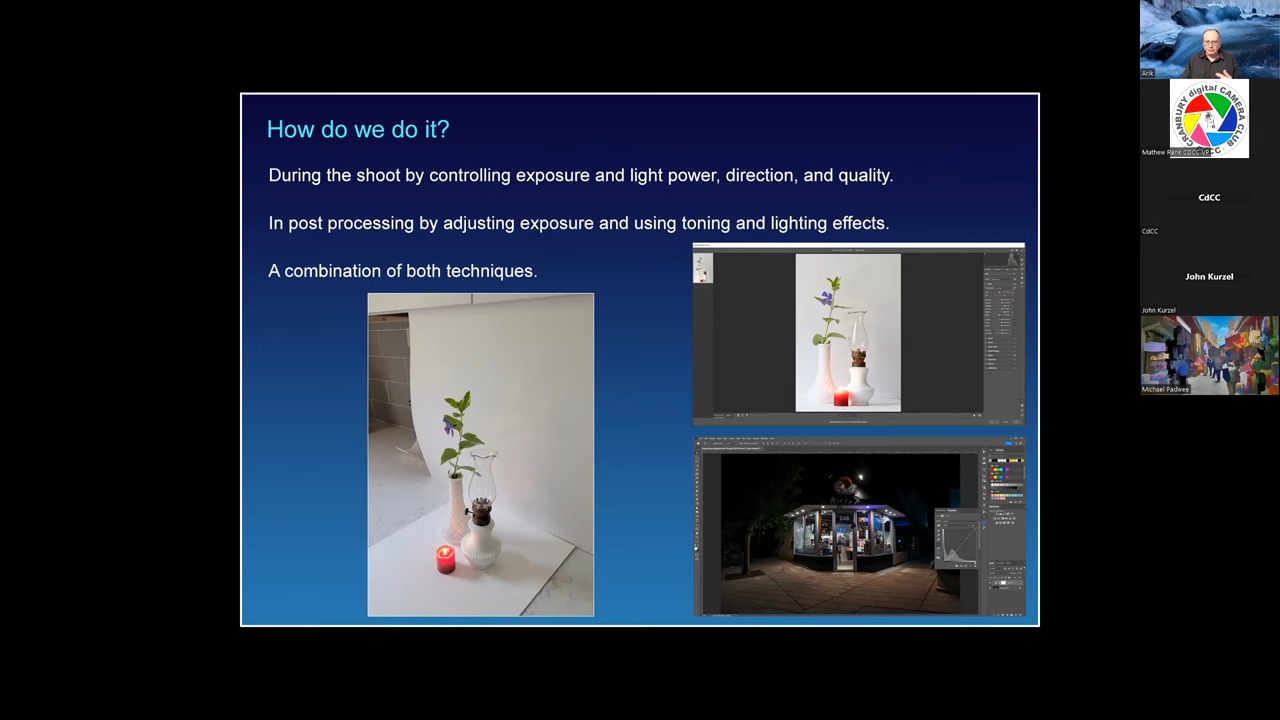 How do we do it?
During the shoot by controlling exposure and light power, direction, and quality.
In post processing by adjusting exposure and using toning and lighting effects.
A combination of both techniques.
248
OPEN
Arik
CRANBURY digital CAMERA CLUB
CdCC
CdCC
John Kurzel
John Kurzel
Michael Padwee